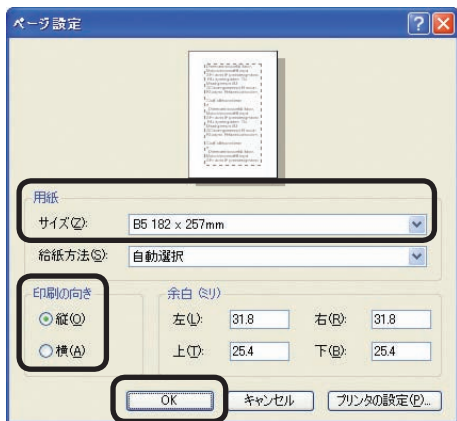 ページ設定
用紙
サイズ(Z): B5 182 x 257mm
給紙方法(S): 自動選択
印刷の向き
縦(O)
横(A)
余白 (ミリ)
左(L): 31.8 右(R): 31.8
上(T): 25.4 下(B): 25.4
OK キャンセル プリンタの設定(P)...